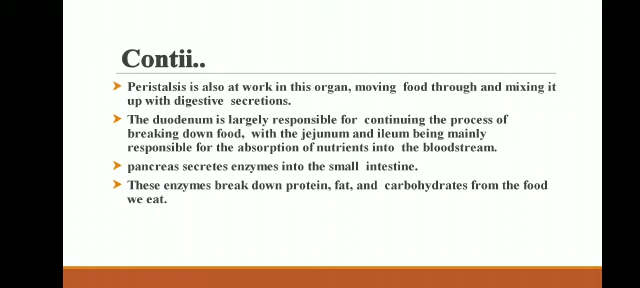 Contii..
Peristalsis is also at work in this organ, moving food through and mixing it
up with digestive secretions.
The duodenum is largely responsible for continuing the process of
breaking down food, with the jejunum and ileum being mainly
responsible for the absorption of nutrients into the bloodstream.
pancreas secretes enzymes into the small intestine.
These enzymes break down protein, fat, and carbohydrates from the food
we eat.